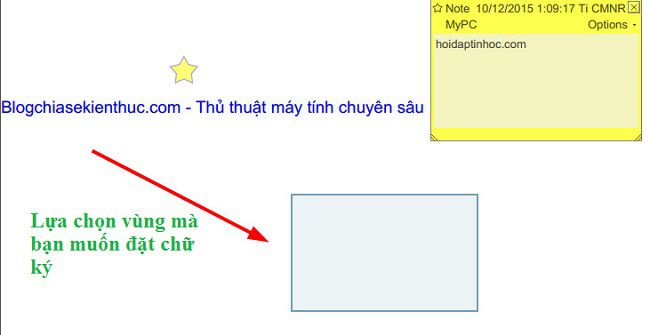 Note 10/12/2015 1:09:17 Ti CMNR
MyPC Options
hoidaptinhoc.com
Blogchiasekienthuc.com - Thủ thuật máy tính chuyên sâu
Lựa chọn vùng mà
bạn muốn đặt chữ
ký